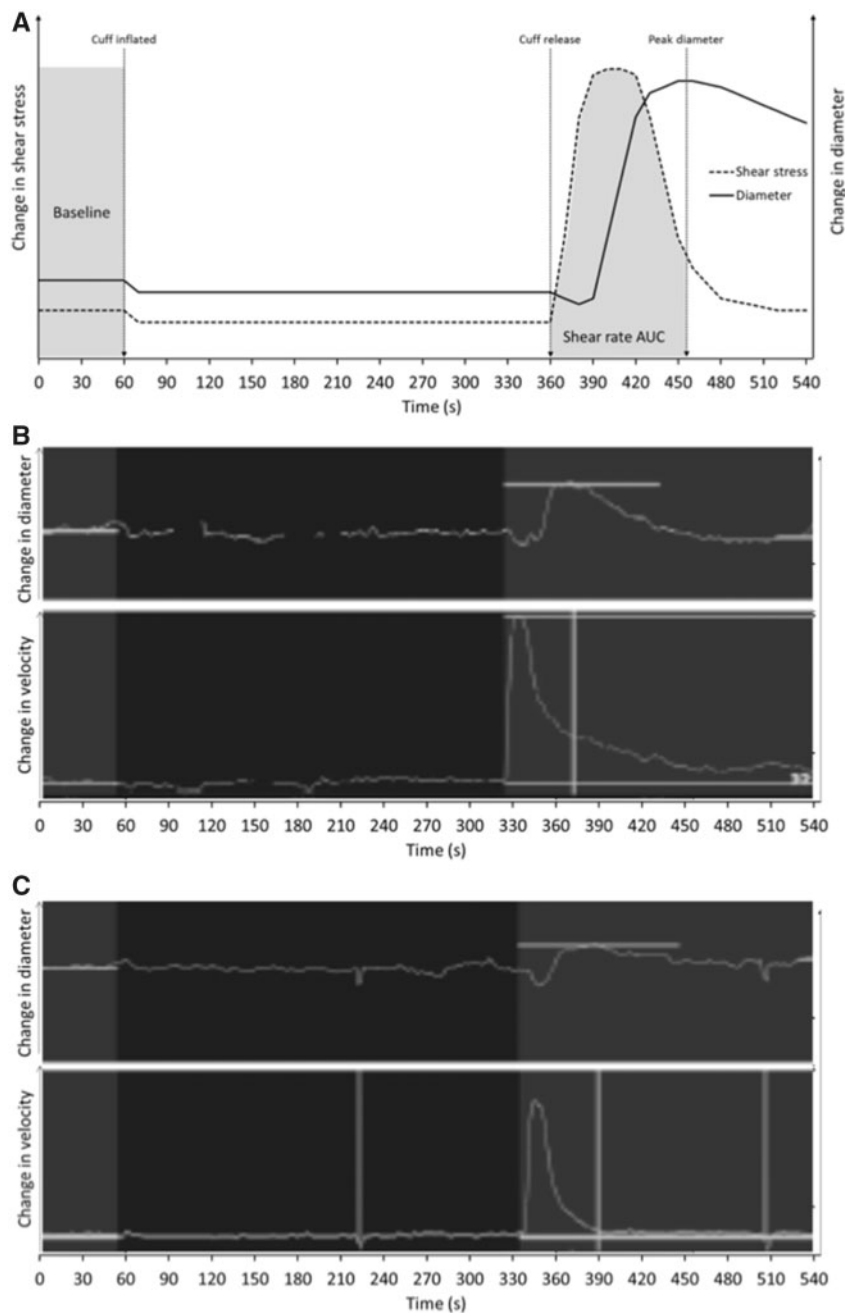 A
Cuff inflated
Cuff release
Peak diameter
Change in shear stress
Change in diameter
Baseline
Shear stress
Diameter
Shear rate AUC
0 30 60 90 120 150 180 210 240 270 300 330 360 390 420 450 480 510 540
Time (s)
B
Change in diameter
Change in velocity
32
0 30 60 90 120 150 180 210 240 270 300 330 360 390 420 450 480 510 540
Time (s)
C
Change in diameter
Change in velocity
0 30 60 90 120 150 180 210 240 270 300 330 360 390 420 450 480 510 540
Time (s)